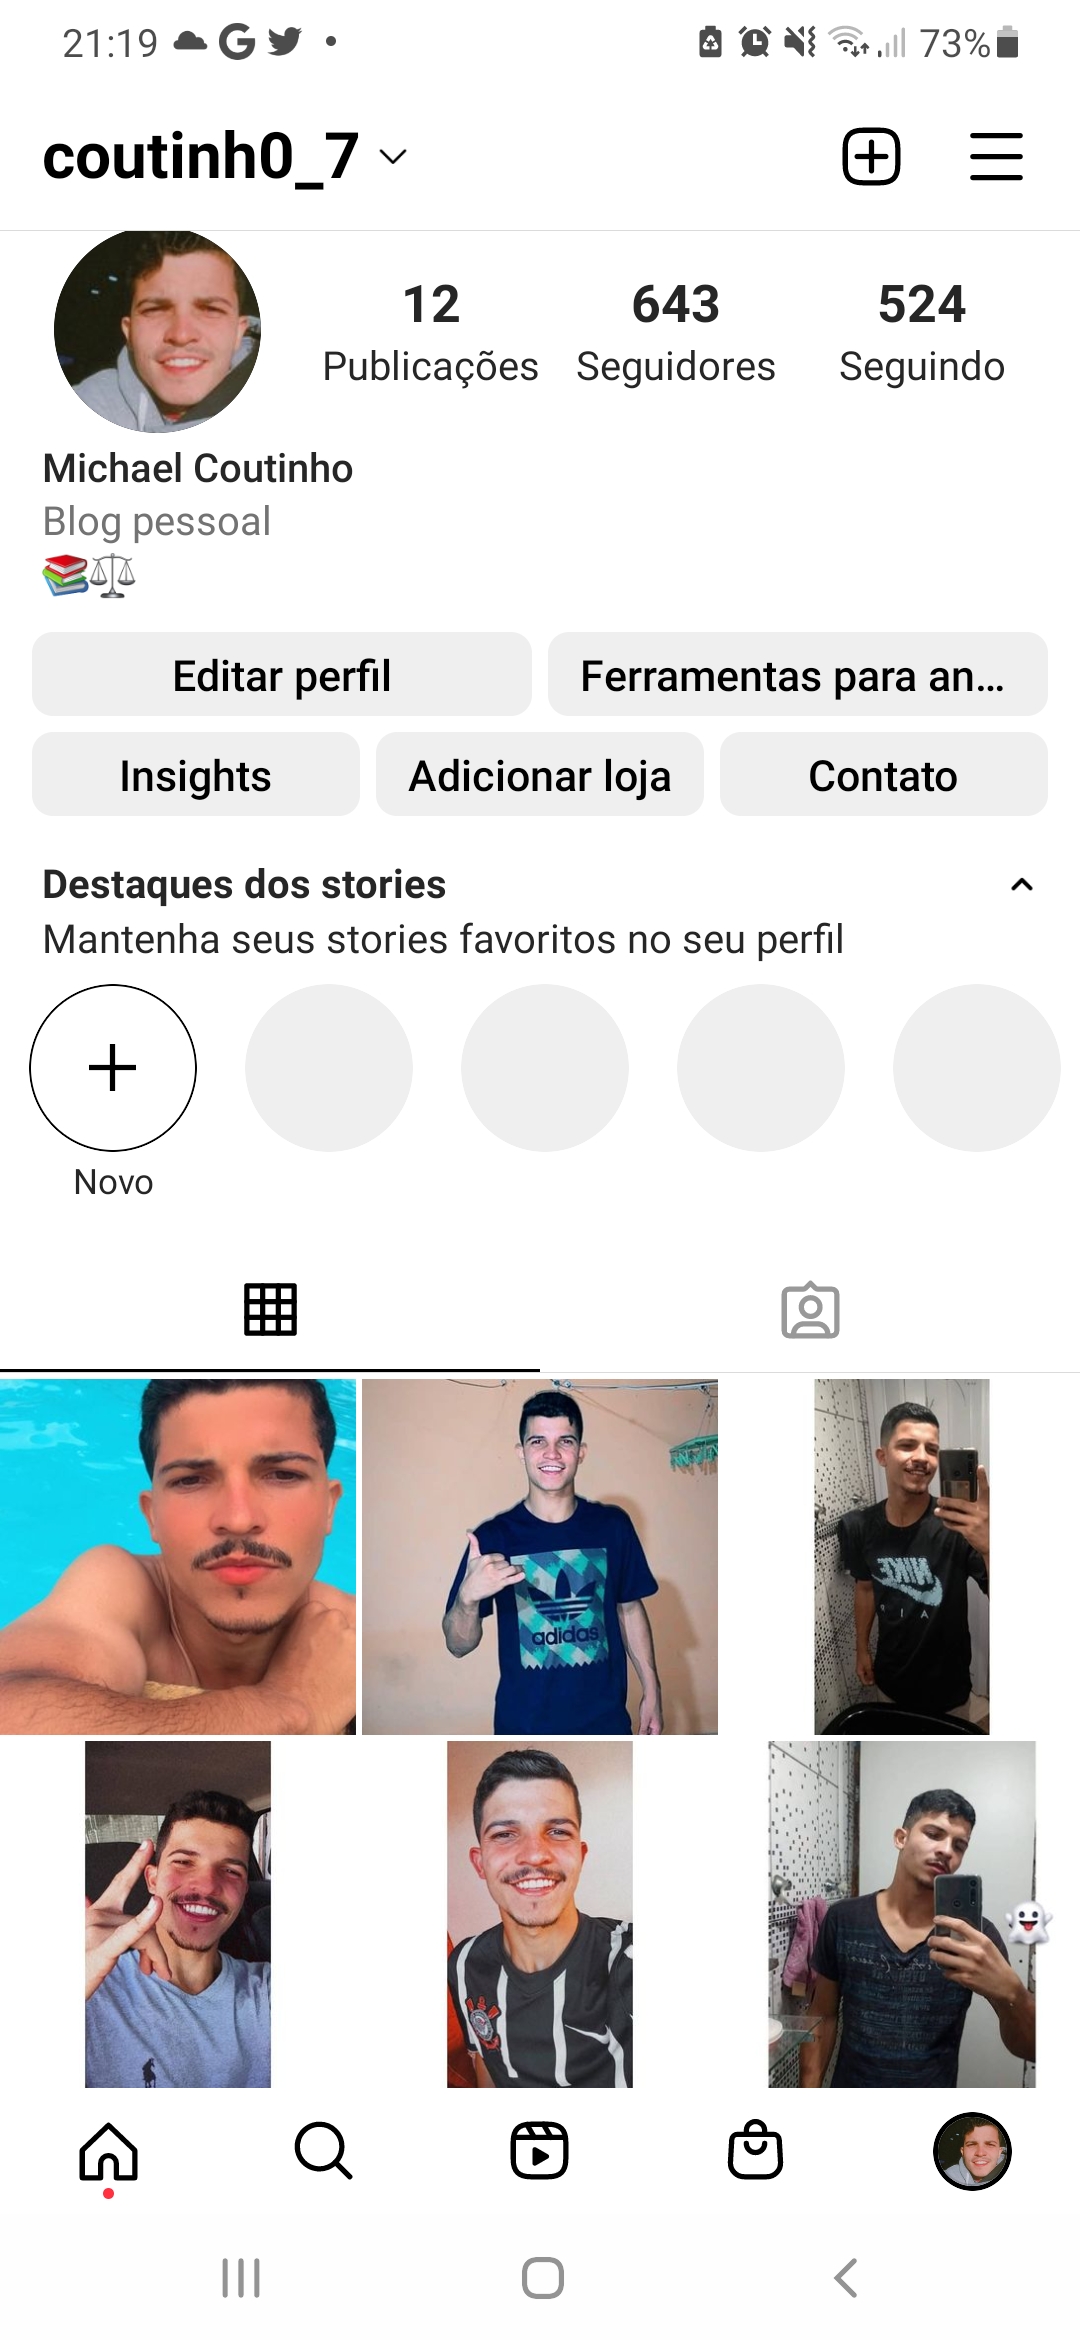 21:19
73%
coutinh0_7
12 643 524
Publicações Seguidores Seguindo
Michael Coutinho
Blog pessoal
Editar perfil Ferramentas para an...
Insights Adicionar loja Contato
Destaques dos stories
Mantenha seus stories favoritos no seu perfil
Novo
adidas
NIKE
AIR